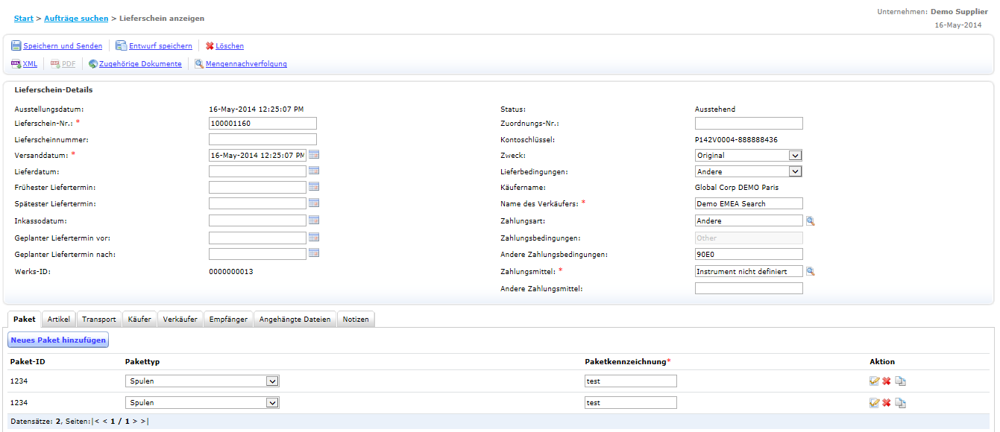 Start > Aufträge suchen > Lieferschein anzeigen
Unternehmen: Demo Supplier
16-May-2014
Speichern und Senden Entwurf speichern Löschen
XML PDF Zugehörige Dokumente Mengennachverfolgung
Lieferschein-Details
Ausstellungsdatum: 16-May-2014 12:25:07 PM Status: Ausstehend
Lieferschein-Nr.: * 100001160 Zuordnungs-Nr.:
Lieferscheinnummer: Kontoschlüssel: P142V0004-888888436
Versanddatum: * 16-May-2014 12:25:07 PM Zweck: Original
Lieferdatum: Lieferbedingungen: Andere
Frühester Liefertermin: Käufername: Global Corp DEMO Paris
Spätester Liefertermin: Name des Verkäufers: * Demo EMEA Search
Inkassodatum: Zahlungsart: Andere
Geplanter Liefertermin vor: Zahlungsbedingungen: Other
Geplanter Liefertermin nach: Andere Zahlungsbedingungen: 90E0
Werks-ID: 0000000013 Zahlungsmittel: * Instrument nicht definiert
Andere Zahlungsmittel:
Paket Artikel Transport Käufer Verkäufer Empfänger Angehängte Dateien Notizen
Neues Paket hinzufügen
Paket-ID Pakettyp Paketkennzeichnung* Aktion
1234 Spulen test
1234 Spulen test
Datensätze: 2, Seiten:|< < 1 / 1 > >|